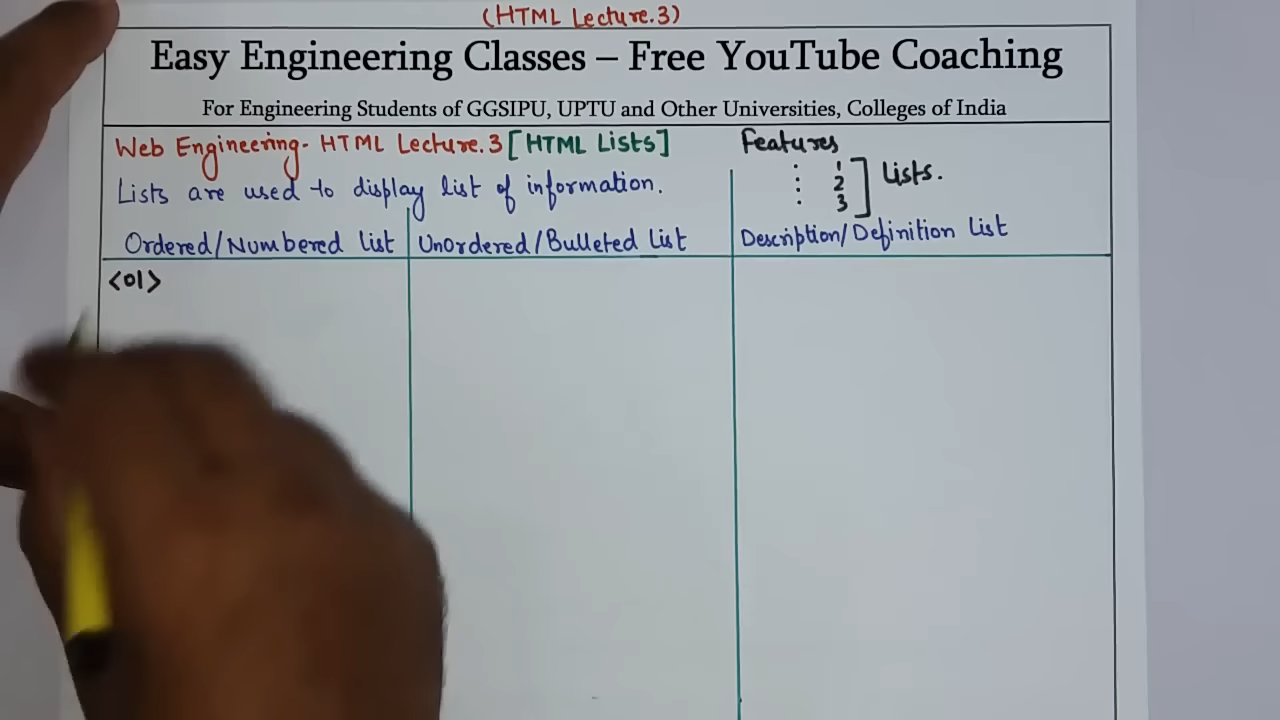 (HTML Lecture.3)
Easy Engineering Classes – Free YouTube Coaching
For Engineering Students of GGSIPU, UPTU and Other Universities, Colleges of India
Web Engineering- HTML Lecture.3 [HTML Lists]
Features
1
2
3
Lists.
Lists are used to display list of information.
Ordered/Numbered list
Unordered/Bulleted list
Description/Definition list
<ol>